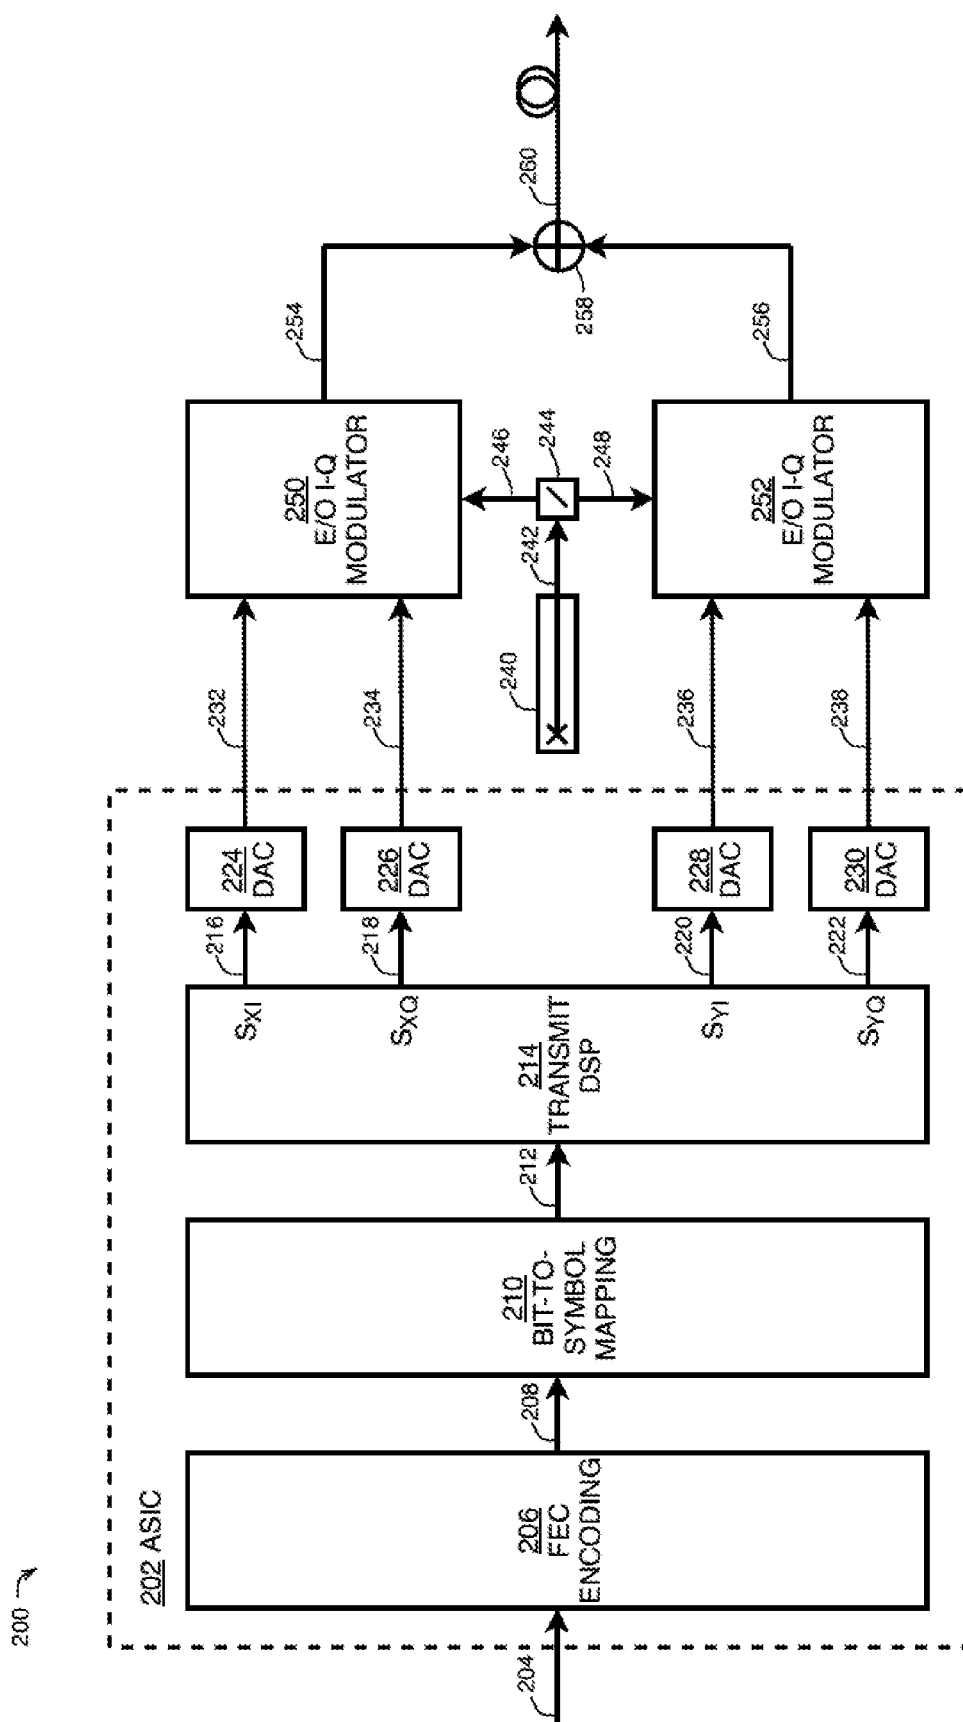 200
202 ASIC
204
206
FEC
ENCODING
208
210
BIT-TO-
SYMBOL
MAPPING
212
214
TRANSMIT
DSP
SXI
SXQ
SYI
SYQ
216
218
220
222
224
DAC
226
DAC
228
DAC
230
DAC
232
234
236
238
240
242
244
246
248
250
E/O I-Q
MODULATOR
252
E/O I-Q
MODULATOR
254
256
258
260